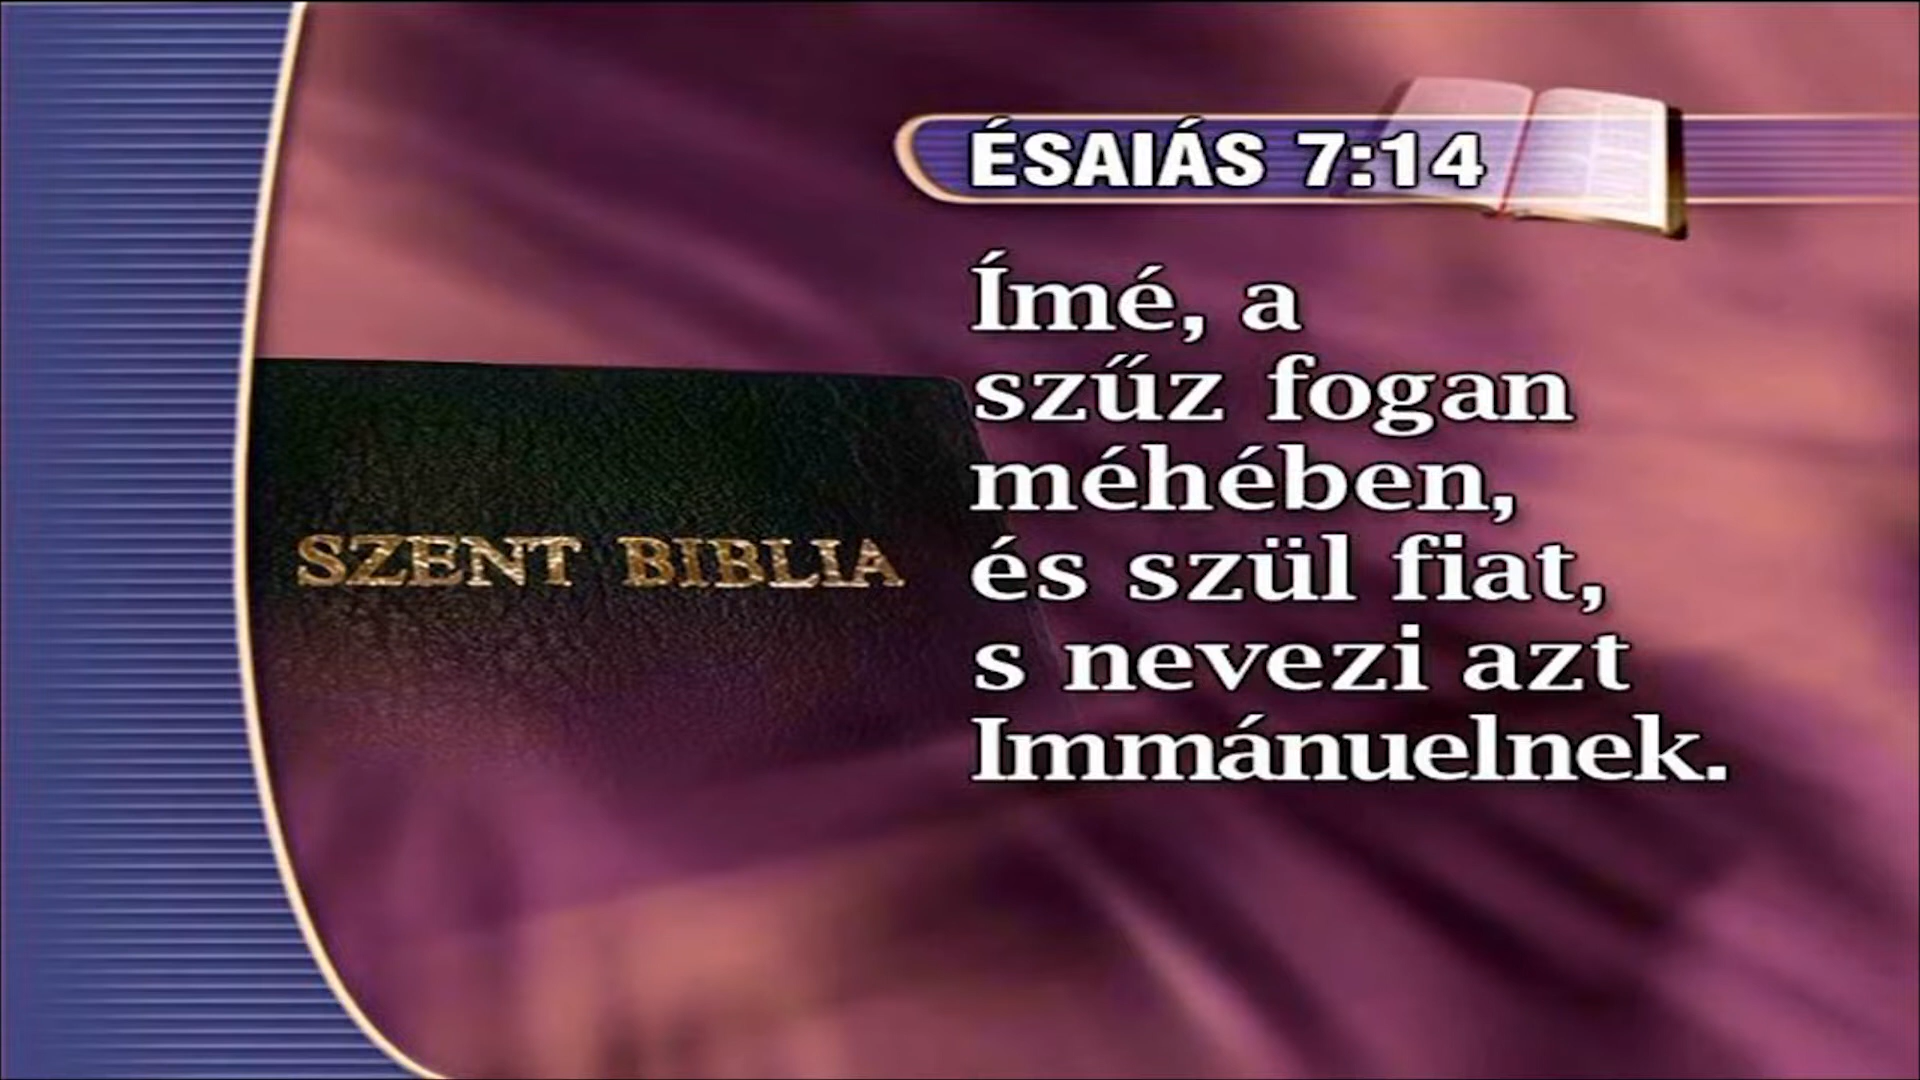 ÉSAIÁS 7:14
Ímé, a
szűz fogan
méhében,
és szül fiat,
s nevezi azt
Immánuelnek.
SZENT BIBLIA